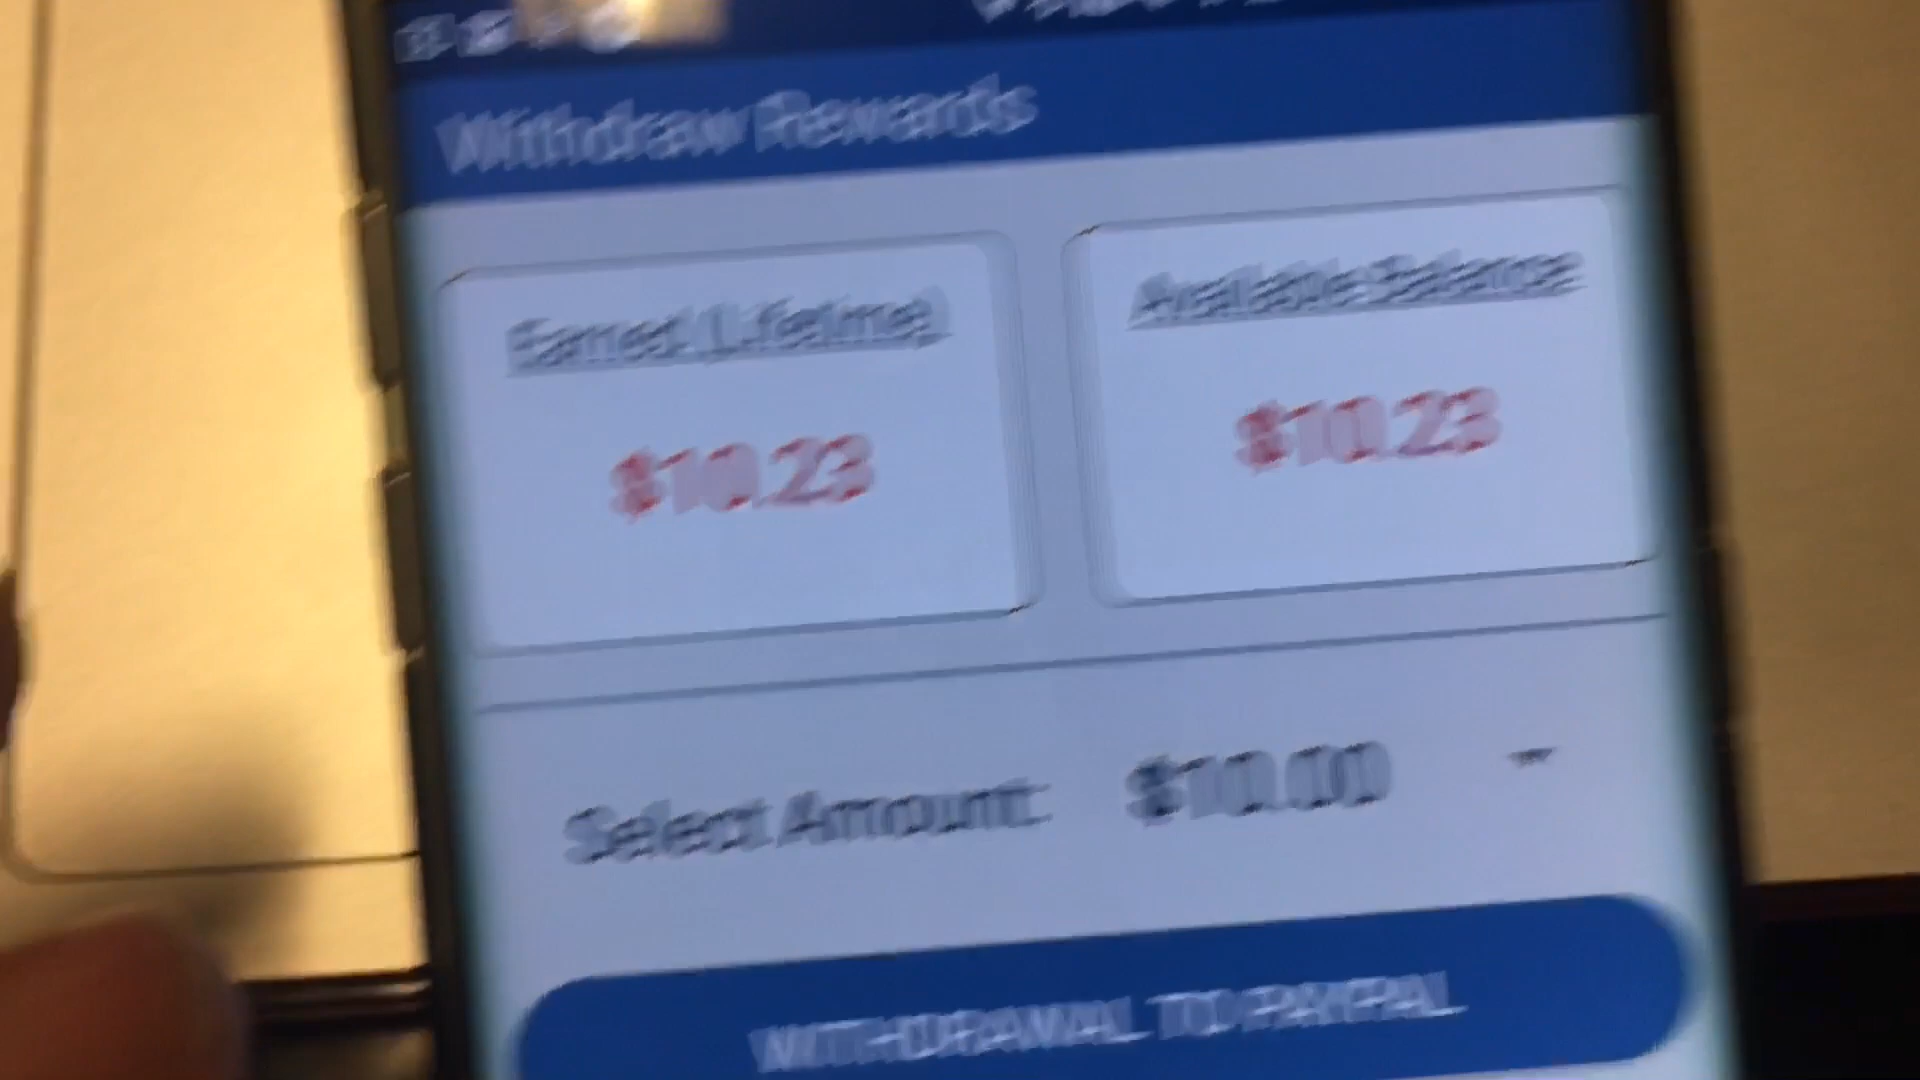 Withdraw Rewards
Earned (Lifetime)
Available Balance
$10.23
$10.23
Select Amount:
$10.00
WITHDRAWAL TO PAYPAL